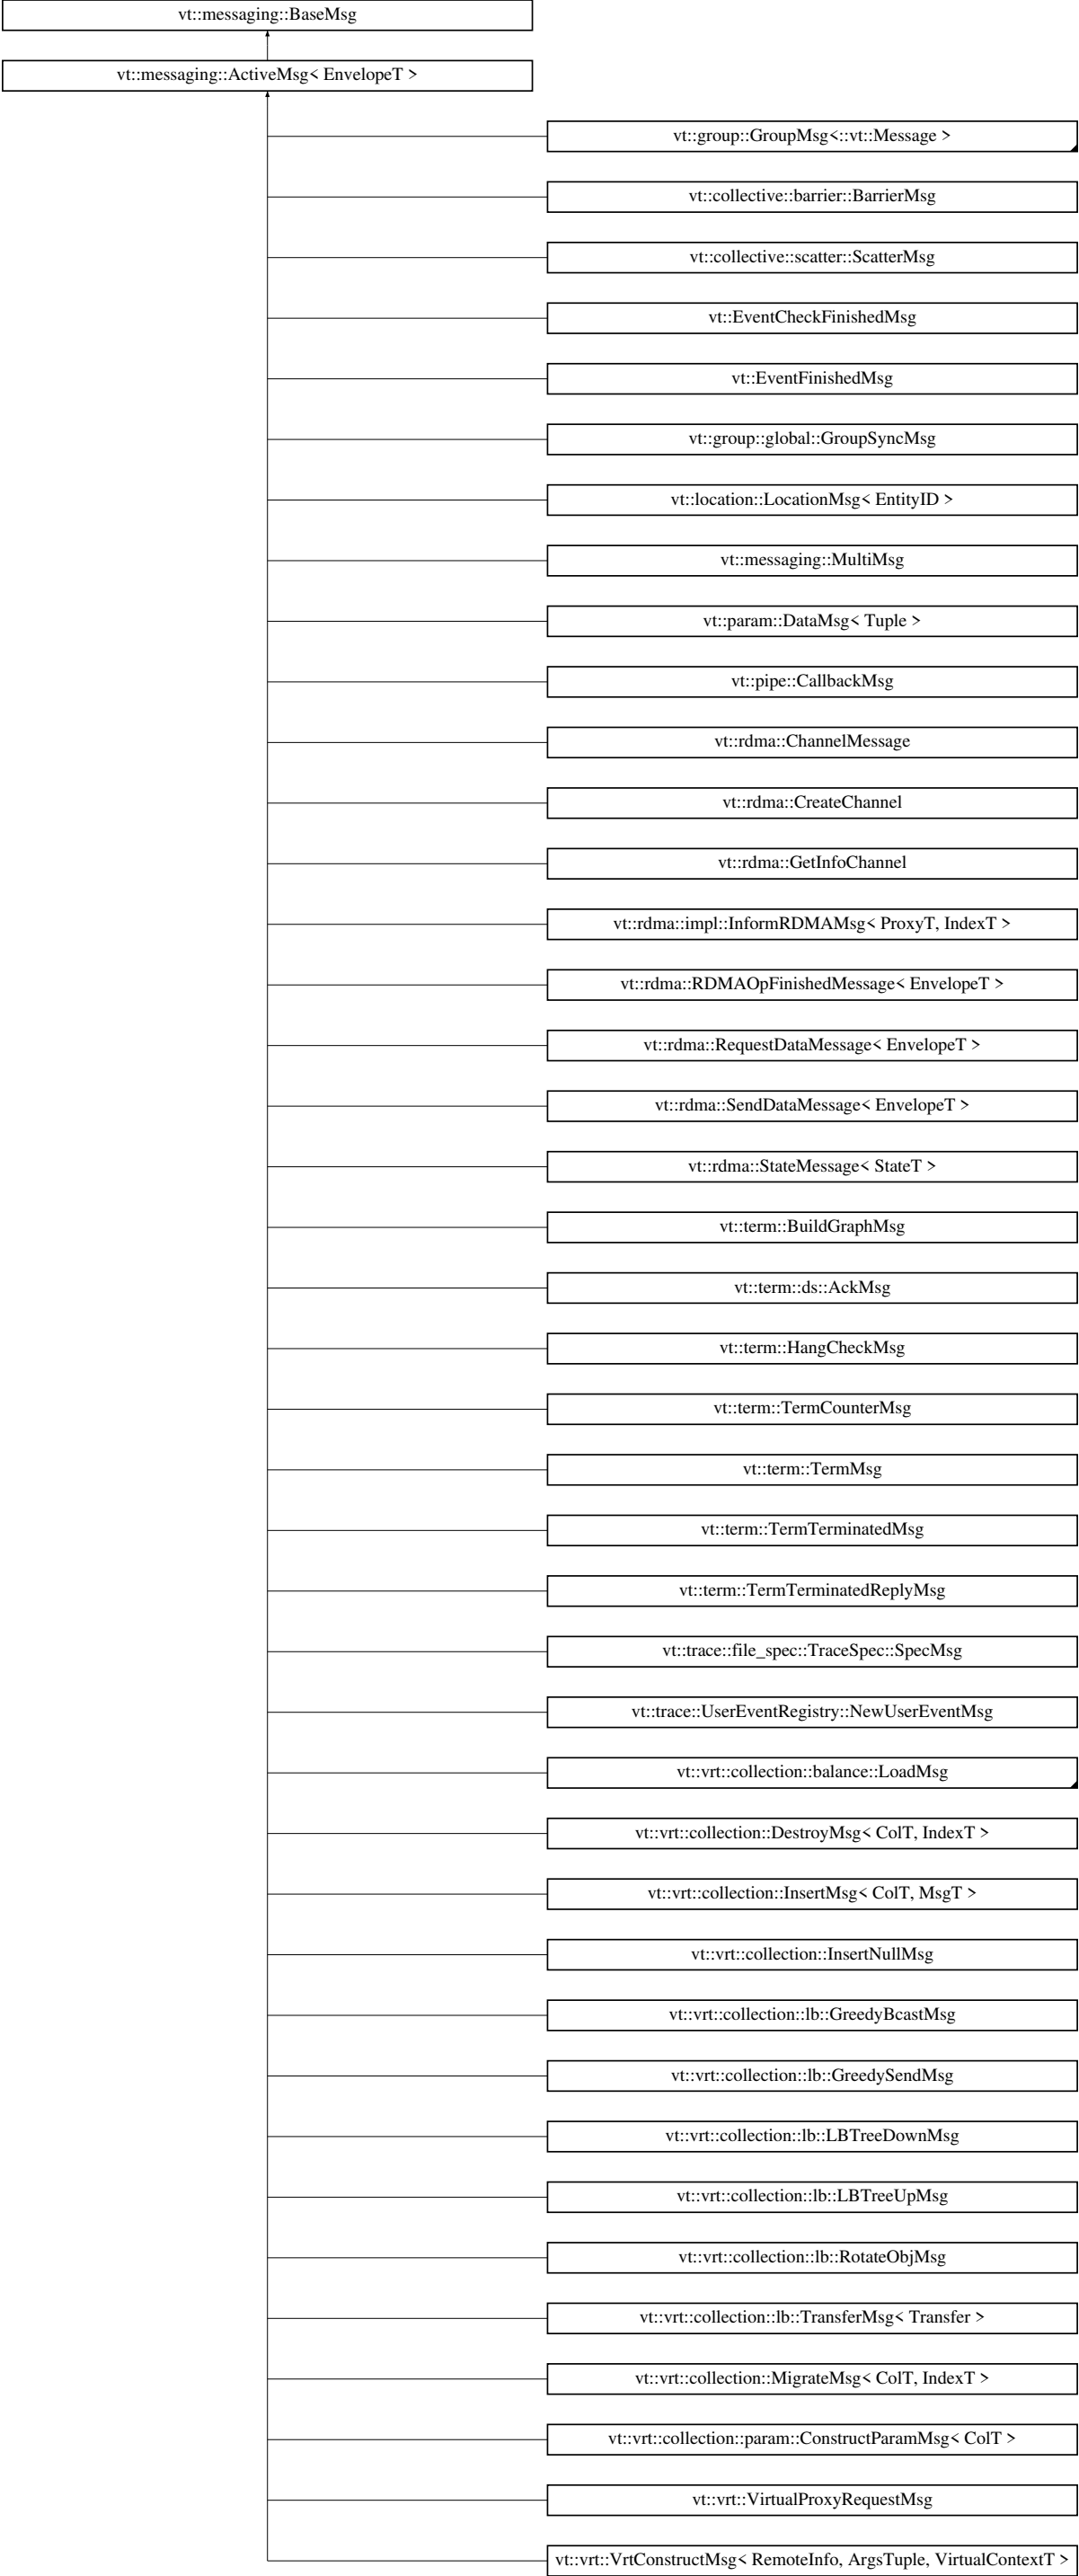 vt::messaging::BaseMsg
vt::messaging::ActiveMsg< EnvelopeT >
vt::group::GroupMsg<::vt::Message >
vt::collective::barrier::BarrierMsg
vt::collective::scatter::ScatterMsg
vt::EventCheckFinishedMsg
vt::EventFinishedMsg
vt::group::global::GroupSyncMsg
vt::location::LocationMsg< EntityID >
vt::messaging::MultiMsg
vt::param::DataMsg< Tuple >
vt::pipe::CallbackMsg
vt::rdma::ChannelMessage
vt::rdma::CreateChannel
vt::rdma::GetInfoChannel
vt::rdma::impl::InformRDMAMsg< ProxyT, IndexT >
vt::rdma::RDMAOpFinishedMessage< EnvelopeT >
vt::rdma::RequestDataMessage< EnvelopeT >
vt::rdma::SendDataMessage< EnvelopeT >
vt::rdma::StateMessage< StateT >
vt::term::BuildGraphMsg
vt::term::ds::AckMsg
vt::term::HangCheckMsg
vt::term::TermCounterMsg
vt::term::TermMsg
vt::term::TermTerminatedMsg
vt::term::TermTerminatedReplyMsg
vt::trace::file_spec::TraceSpec::SpecMsg
vt::trace::UserEventRegistry::NewUserEventMsg
vt::vrt::collection::balance::LoadMsg
vt::vrt::collection::DestroyMsg< ColT, IndexT >
vt::vrt::collection::InsertMsg< ColT, MsgT >
vt::vrt::collection::InsertNullMsg
vt::vrt::collection::lb::GreedyBcastMsg
vt::vrt::collection::lb::GreedySendMsg
vt::vrt::collection::lb::LBTreeDownMsg
vt::vrt::collection::lb::LBTreeUpMsg
vt::vrt::collection::lb::RotateObjMsg
vt::vrt::collection::lb::TransferMsg< Transfer >
vt::vrt::collection::MigrateMsg< ColT, IndexT >
vt::vrt::collection::param::ConstructParamMsg< ColT >
vt::vrt::VirtualProxyRequestMsg
vt::vrt::VrtConstructMsg< RemoteInfo, ArgsTuple, VirtualContextT >